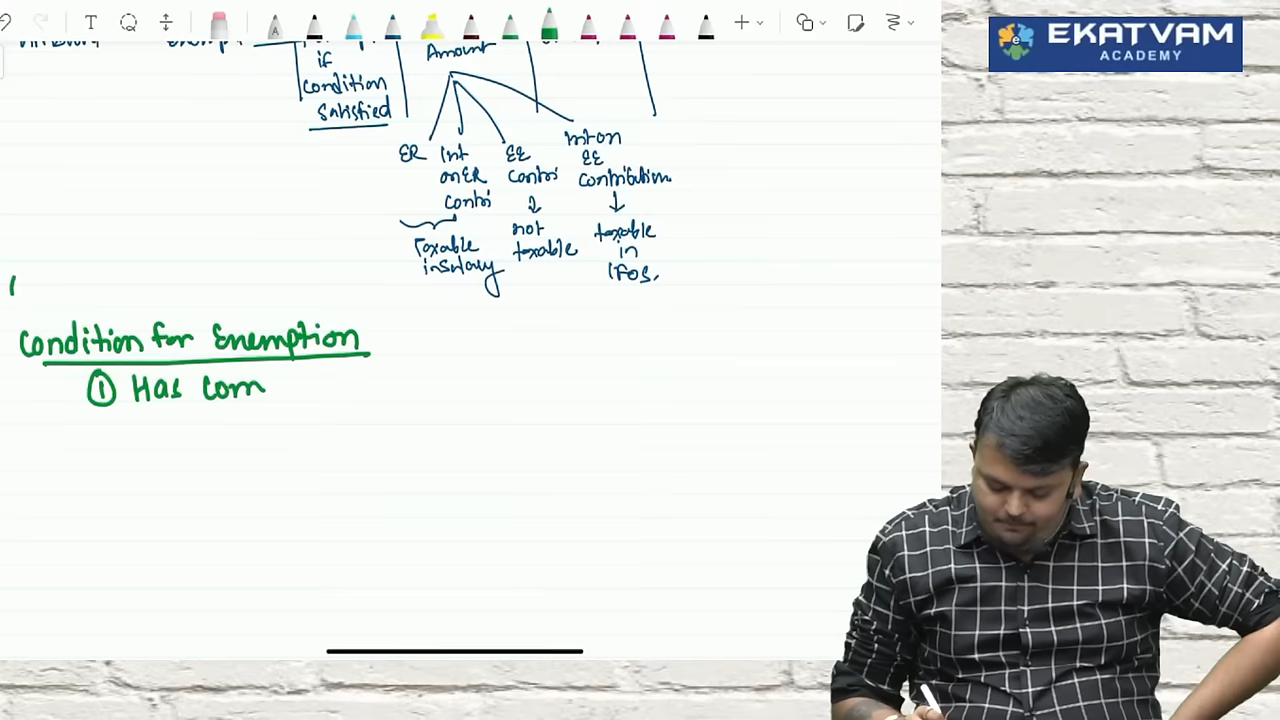 EKATVAM
ACADEMY
T
A
Amount
if
condition
Satisfied
ER
Int
on ER
Contri
EE
Contri
Int on
EE
Contribution
Taxable
in Salary
not
taxable
taxable
in
IFOS.
Condition for Exemption
① Has Com